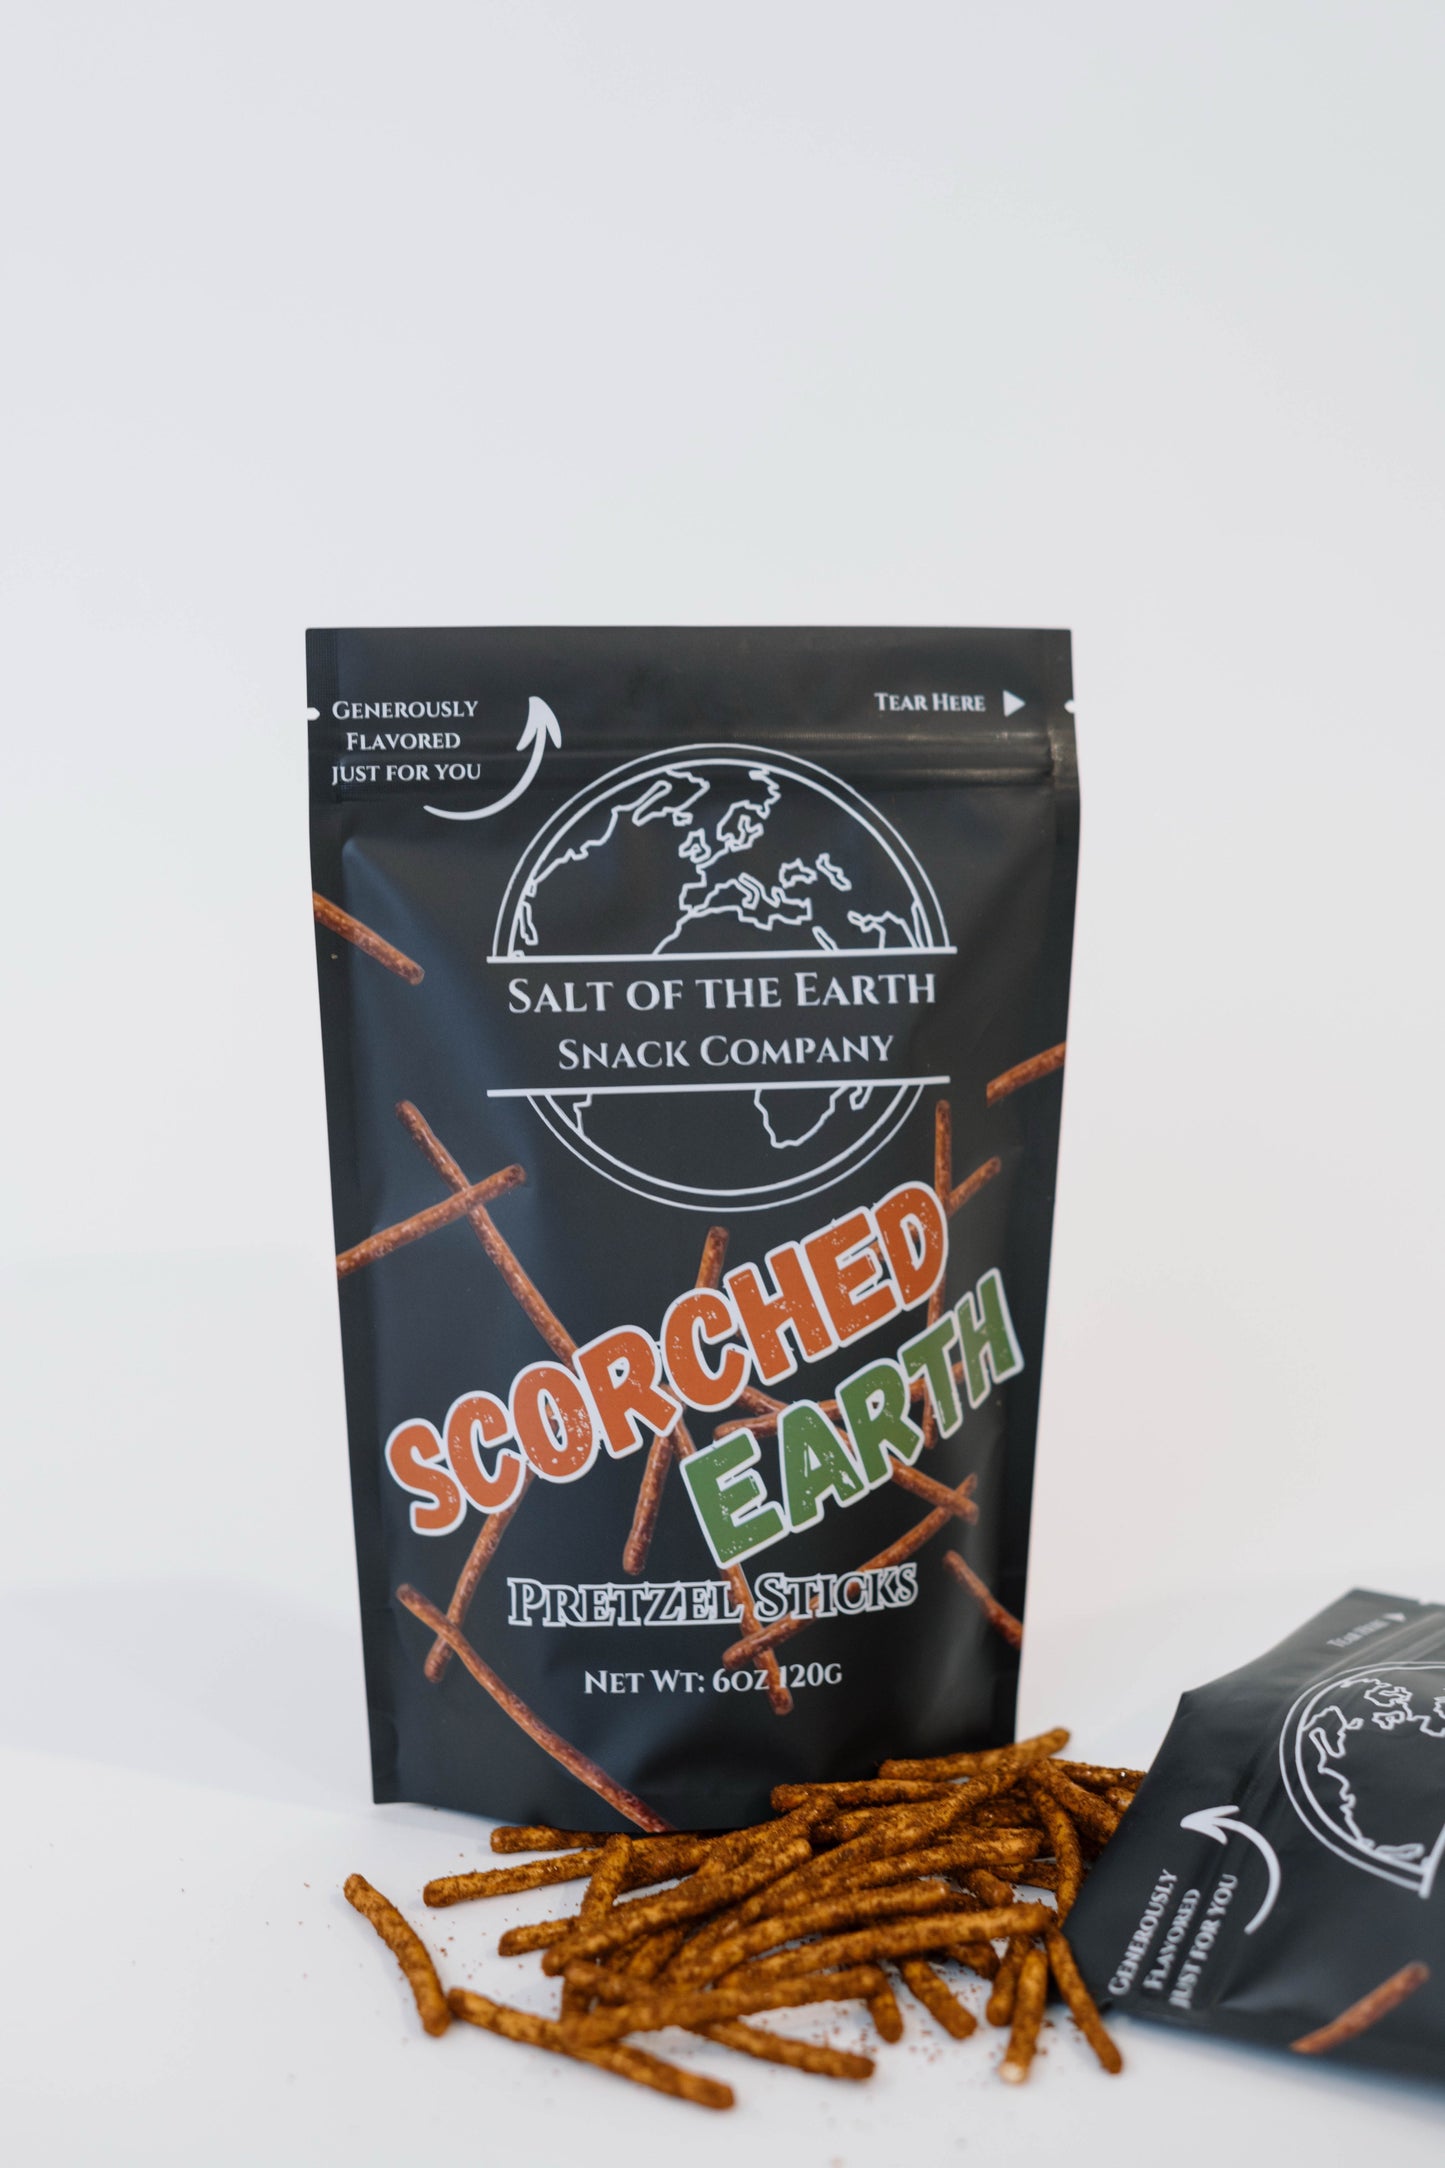 Generously
Flavored
just for you
Tear Here
Salt of the Earth
Snack Company
SCORCHED
EARTH
Pretzel Sticks
Net Wt: 6oz 120g
Tear Here
Generously
Flavored
just for you